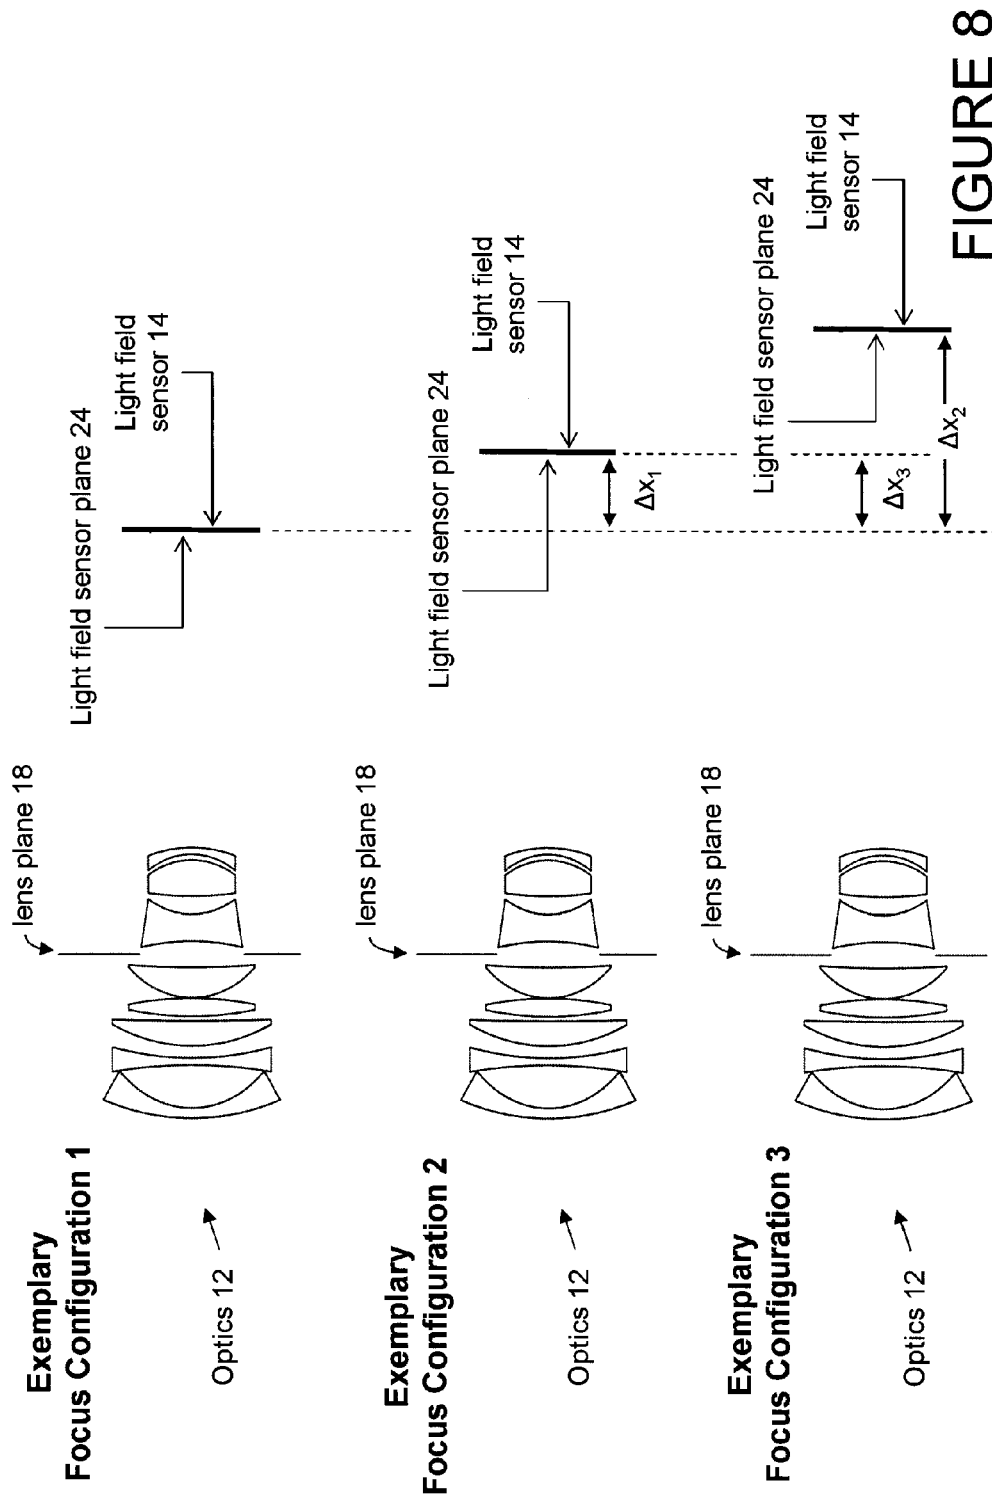 Exemplary
Focus Configuration 1
Optics 12
lens plane 18
Light field sensor plane 24
Light field
sensor 14
Exemplary
Focus Configuration 2
Optics 12
lens plane 18
Light field sensor plane 24
Light field
sensor 14
Δx₁
Exemplary
Focus Configuration 3
Optics 12
lens plane 18
Light field sensor plane 24
Light field
sensor 14
Δx₃
Δx₂
FIGURE 8